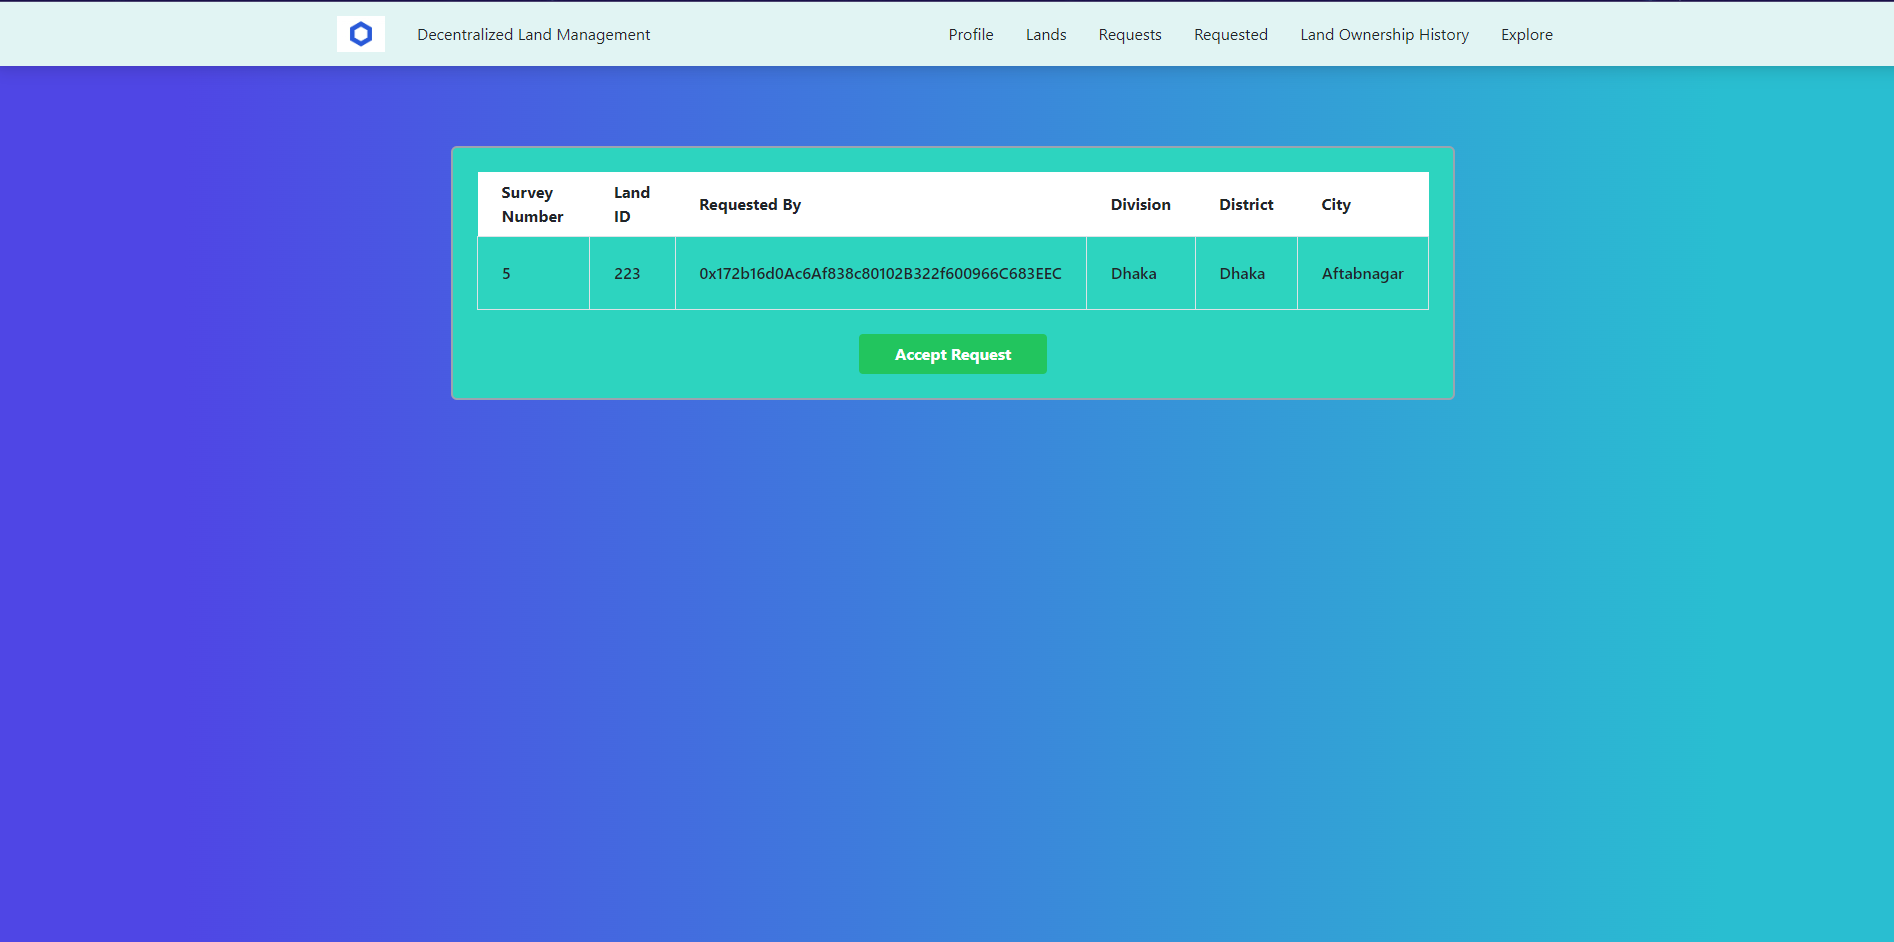 Decentralized Land Management Profile Lands Requests Requested Land Ownership History Explore
Survey Number Land ID Requested By Division District City
5 223 0x172b16d0Ac6Af838c80102B322f600966C683EEC Dhaka Dhaka Aftabnagar
Accept Request